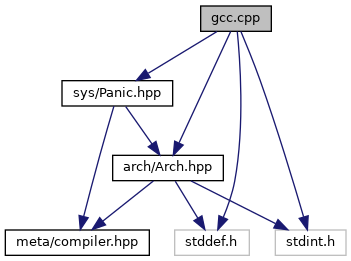 gcc.cpp
sys/Panic.hpp
arch/Arch.hpp
meta/compiler.hpp
stddef.h
stdint.h